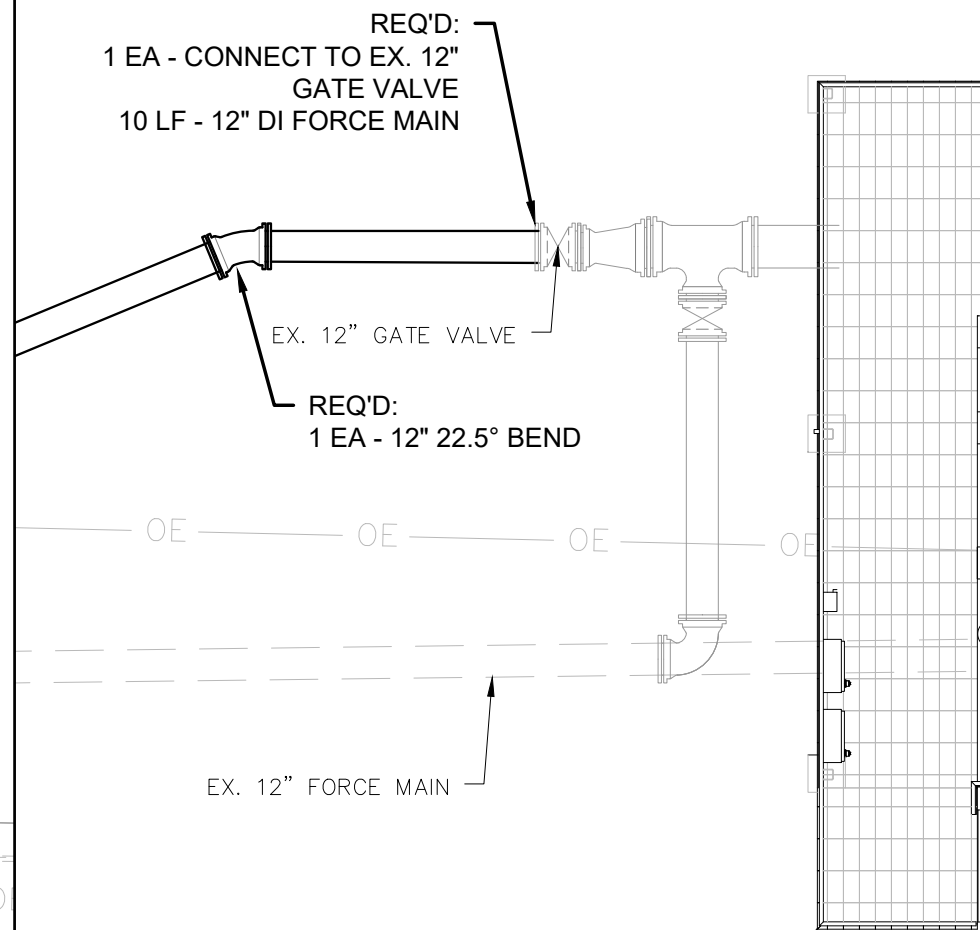 REQ'D:
1 EA - CONNECT TO EX. 12"
GATE VALVE
10 LF - 12" DI FORCE MAIN
EX. 12” GATE VALVE
REQ'D:
1 EA - 12" 22.5° BEND
OE OE OE OE
EX. 12” FORCE MAIN